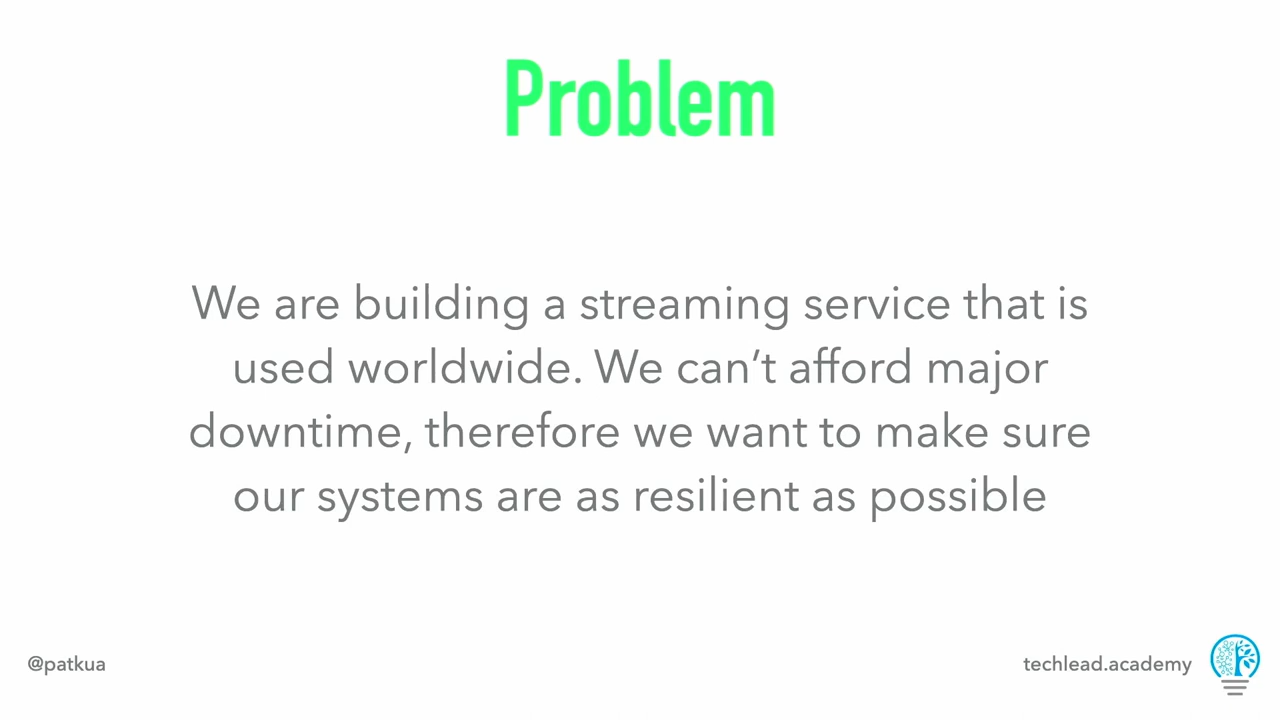 Problem
We are building a streaming service that is
used worldwide. We can’t afford major
downtime, therefore we want to make sure
our systems are as resilient as possible
@patkua
techlead.academy